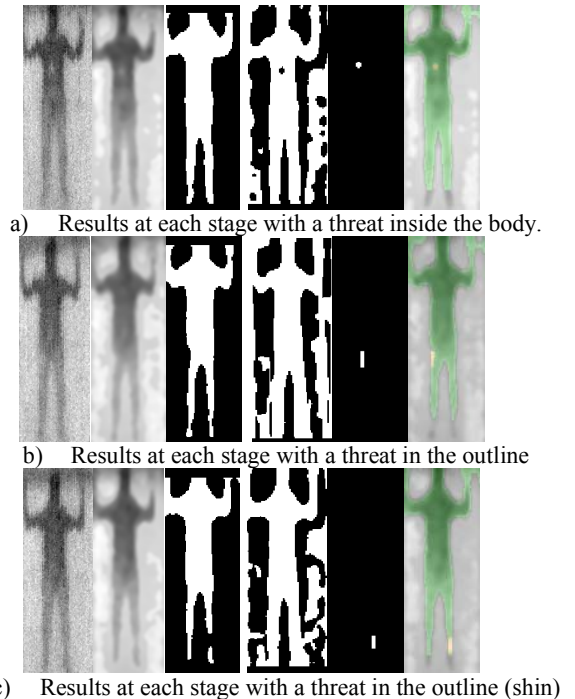 a) Results at each stage with a threat inside the body.
b) Results at each stage with a threat in the outline
c) Results at each stage with a threat in the outline (shin)